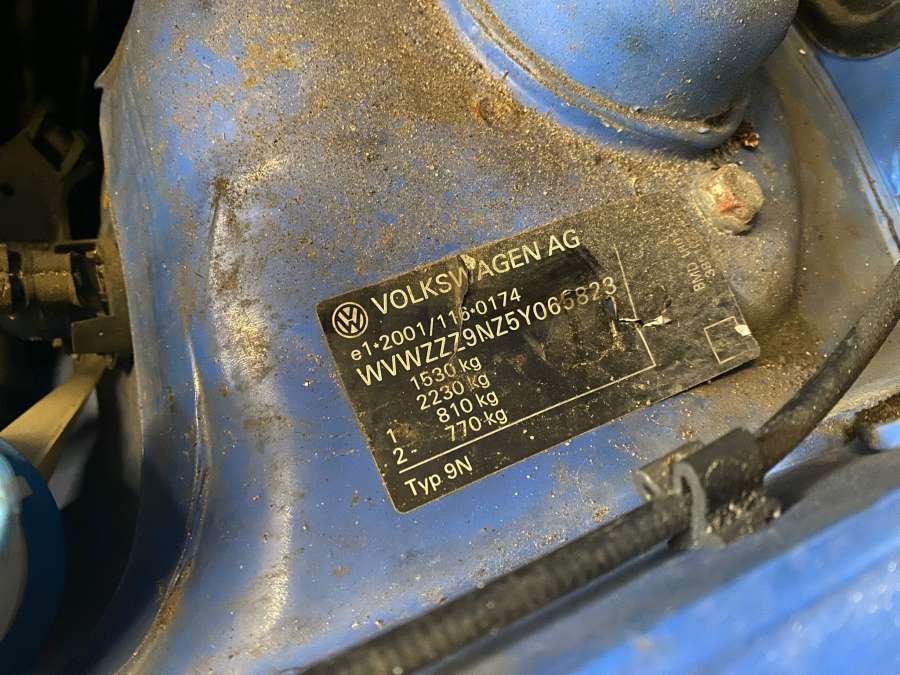 VOLKSWAGEN AG
e1*2001/116*0174
WVWZZZ9NZ5Y066823
1530 kg
2230 kg
1 810 kg
2- 770 kg
Typ 9N